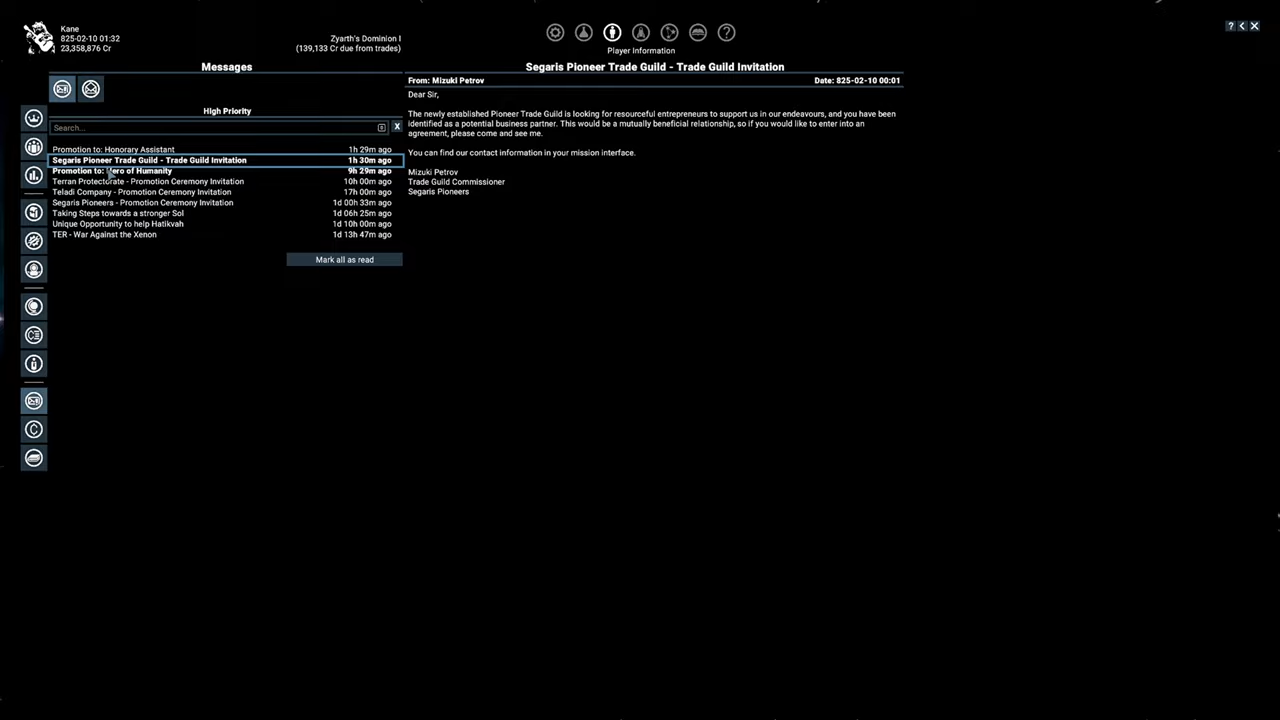 Kane
825-02-10 01:32
23,358,876 Cr
Zyarth's Dominion I
(139,133 Cr due from trades)
Player Information
Messages
High Priority
Search...
Promotion to: Honorary Assistant 1h 29m ago
Segaris Pioneer Trade Guild - Trade Guild Invitation 1h 30m ago
Promotion to: Hero of Humanity 9h 29m ago
Terran Protectorate - Promotion Ceremony Invitation 10h 00m ago
Teladi Company - Promotion Ceremony Invitation 17h 00m ago
Segaris Pioneers - Promotion Ceremony Invitation 1d 00h 33m ago
Taking Steps towards a stronger Sol 1d 06h 25m ago
Unique Opportunity to help Hatikvah 1d 10h 00m ago
TER - War Against the Xenon 1d 13h 47m ago
Mark all as read
Segaris Pioneer Trade Guild - Trade Guild Invitation
From: Mizuki Petrov Date: 825-02-10 00:01
Dear Sir,
The newly established Pioneer Trade Guild is looking for resourceful entrepreneurs to support us in our endeavours, and you have been
identified as a potential business partner. This would be a mutually beneficial relationship, so if you would like to enter into an
agreement, please come and see me.
You can find our contact information in your mission interface.
Mizuki Petrov
Trade Guild Commissioner
Segaris Pioneers